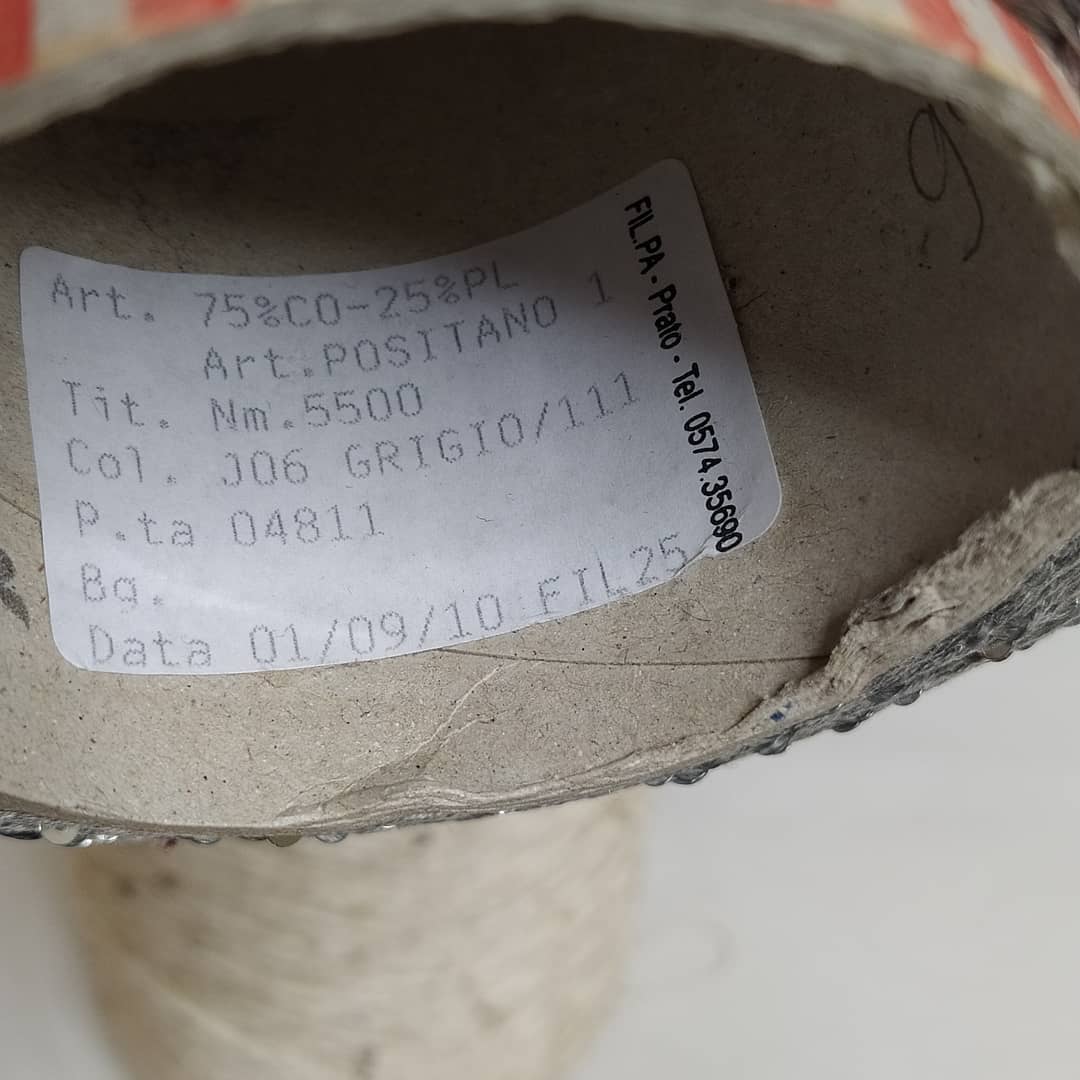 Art. 75%CO-25%PL
Art.POSITANO 1
Tit. Nm.5500
Col. J06 GRIGIO/111
P.ta 04811
Bg.
Data 01/09/10 FIL25
FIL.PA - Prato - Tel. 0574.35690